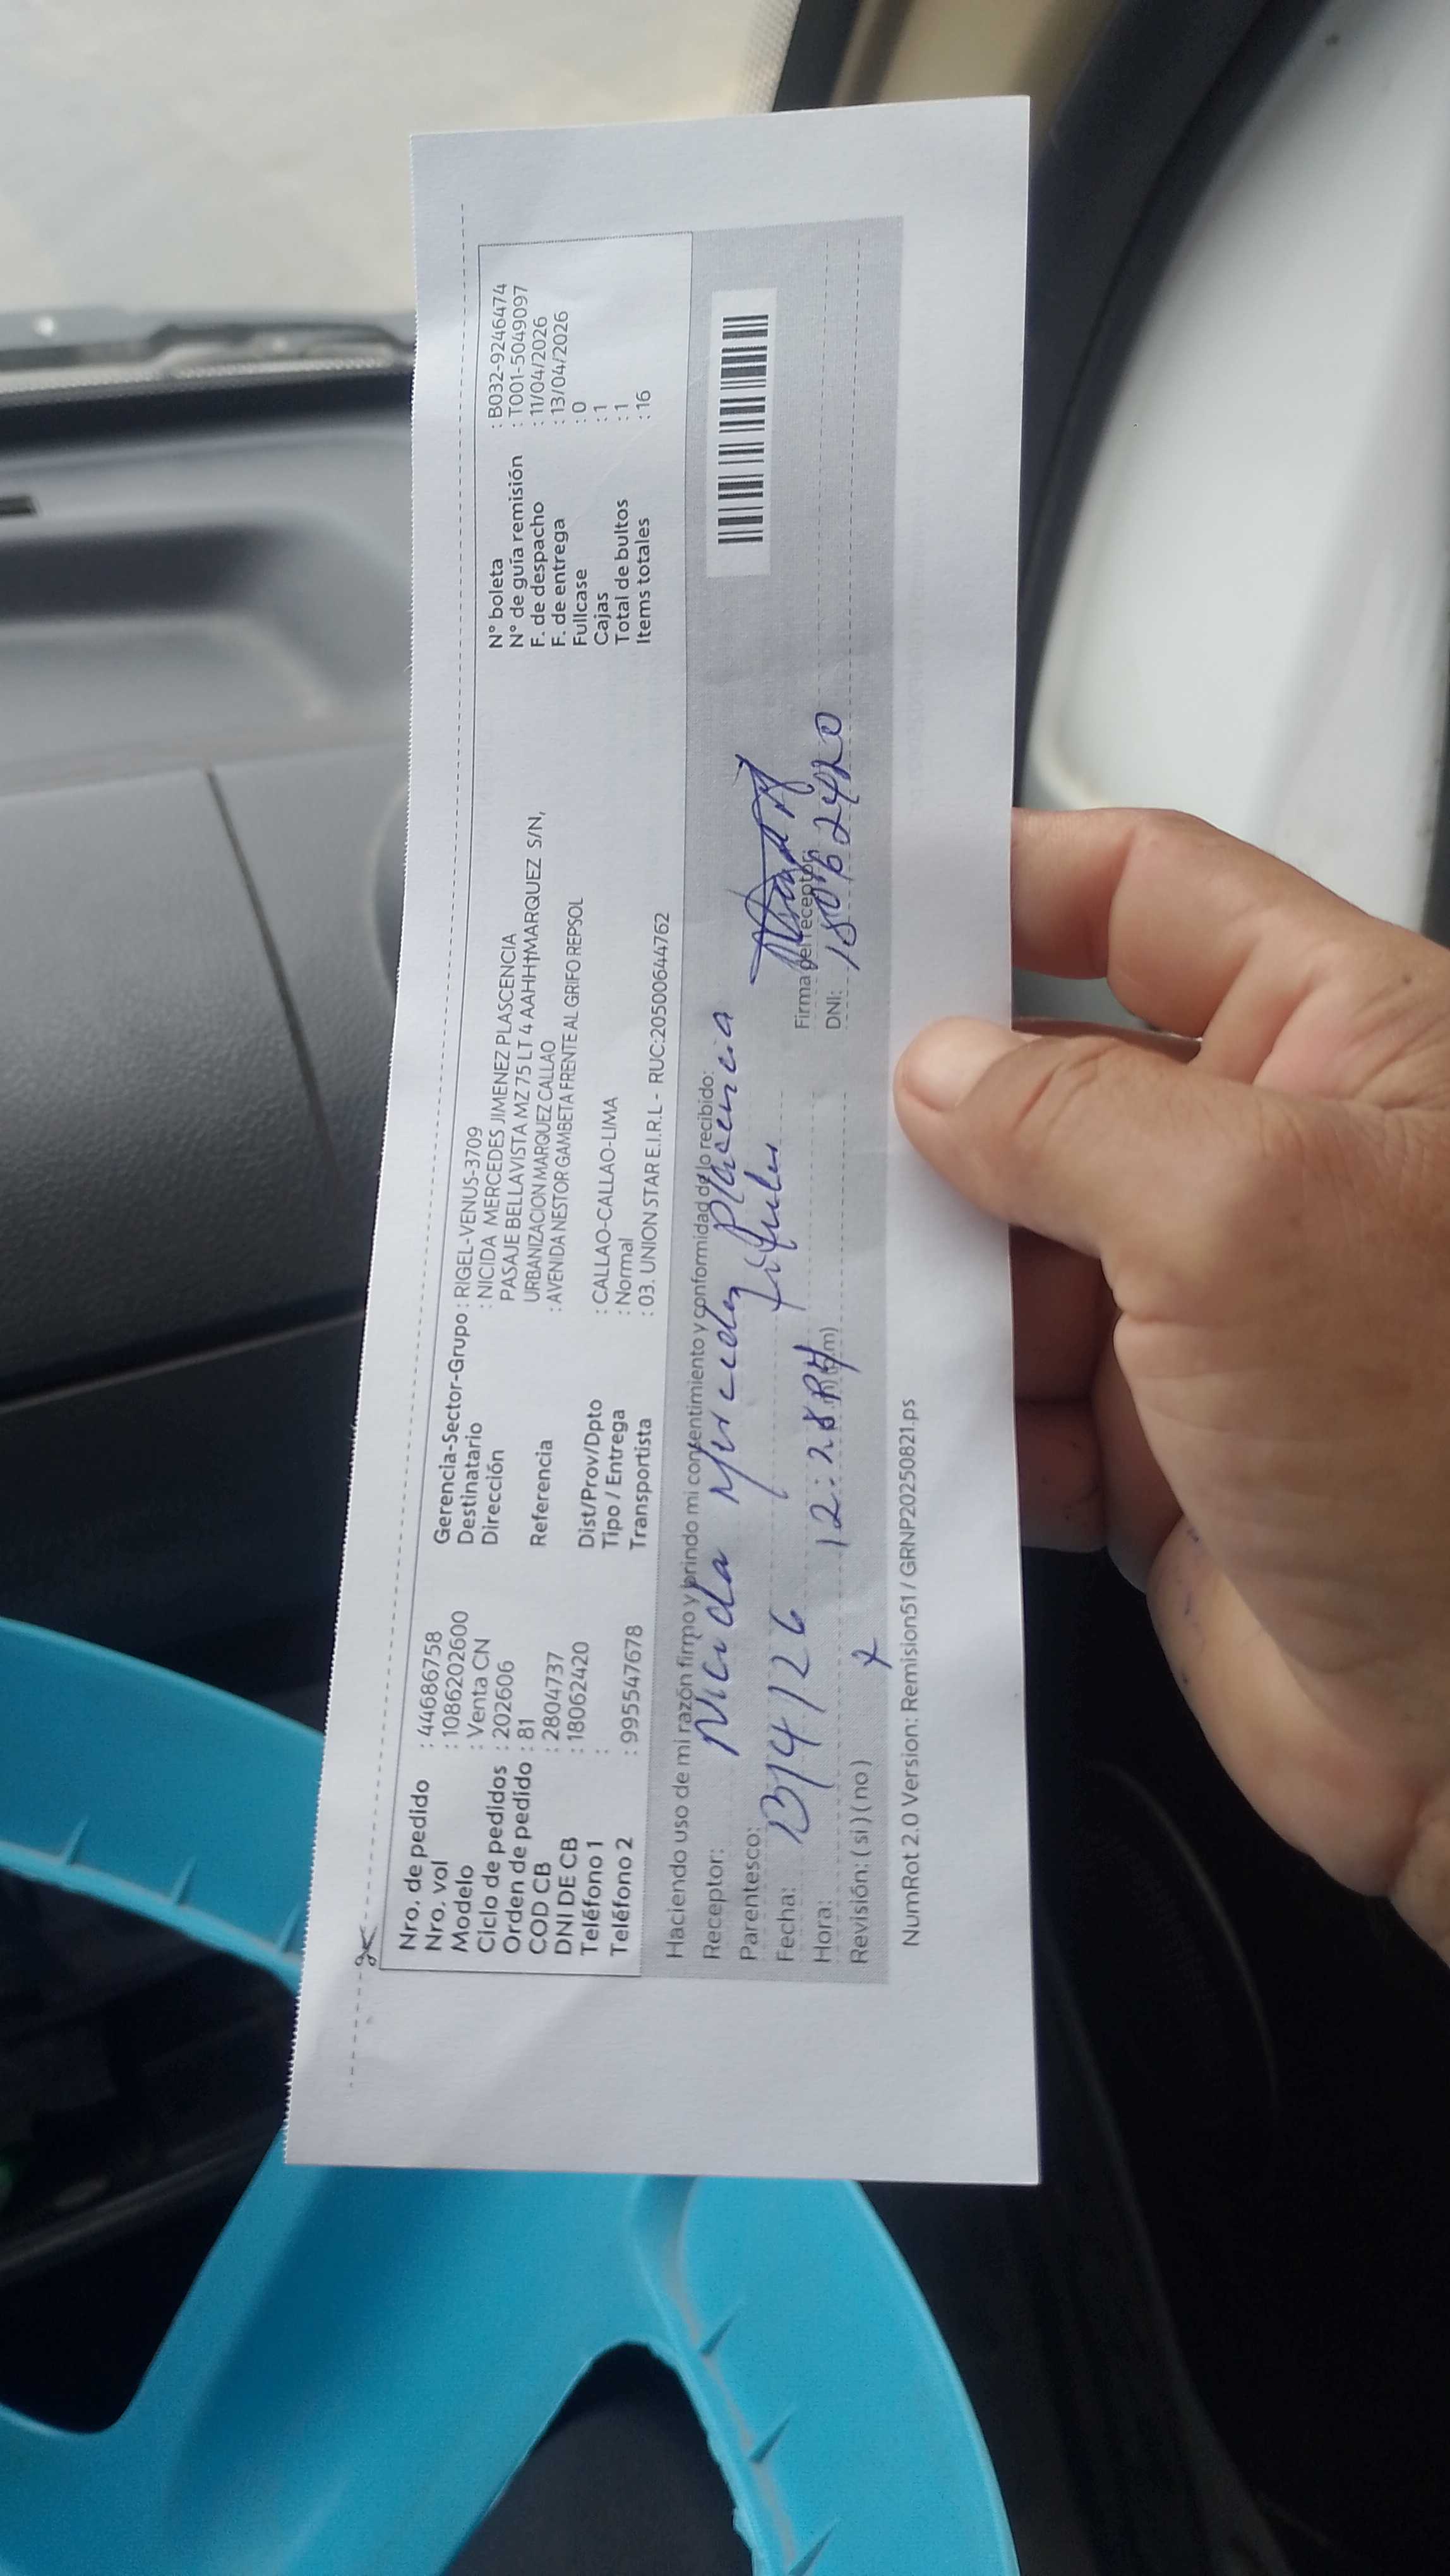 Nro. de pedido : 44686758
Nro. vol : 1086202600
Modelo : Venta CN
Ciclo de pedidos : 202606
Orden de pedido : 81
COD CB : 2804737
DNI DE CB : 18062420
Teléfono 1 :
Teléfono 2 : 995547678
Gerencia-Sector-Grupo : RIGEL-VENUS-3709
Destinatario : NICIDA MERCEDES JIMENEZ PLASCENCIA
Dirección PASAJE BELLAVISTA MZ 75 LT 4 AAHH†MARQUEZ S/N,
URBANIZACION MARQUEZ CALLAO
Referencia : AVENIDA NESTOR GAMBETA FRENTE AL GRIFO REPSOL
Dist/Prov/Dpto : CALLAO-CALLAO-LIMA
Tipo / Entrega : Normal
Transportista : 03. UNION STAR E.I.R.L - RUC:20500644762
N° boleta : B032-9246474
N° de guía remisión : T001-5049097
F. de despacho : 11/04/2026
F. de entrega : 13/04/2026
Fullcase : 0
Cajas : 1
Total de bultos : 1
Items totales : 16
Haciendo uso de mi razón firmo y brindo mi consentimiento y conformidad de lo recibido:
Receptor: Nicida Mercedes Placencia
Parentesco: titular
Fecha: 13/4/26
Hora: 12:28 PM
Revisión: ( si ) ( no ) x
Firma del receptor
DNI: 18062420
NumRot 2.0 Version: Remision51 / GRNP20250821.ps